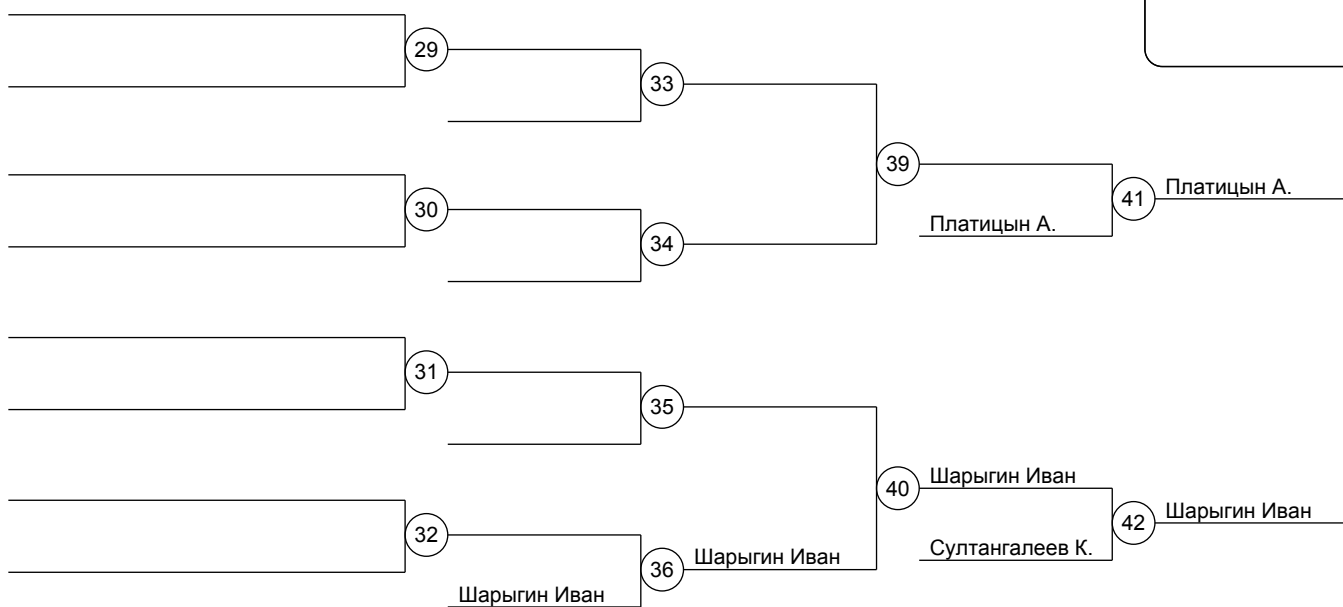 29
33
39
Платицын А.
41
30
Платицын А.
34
31
35
Шарыгин Иван
40
Шарыгин Иван
42
32
Султангалеев К.
Шарыгин Иван
36
Шарыгин Иван